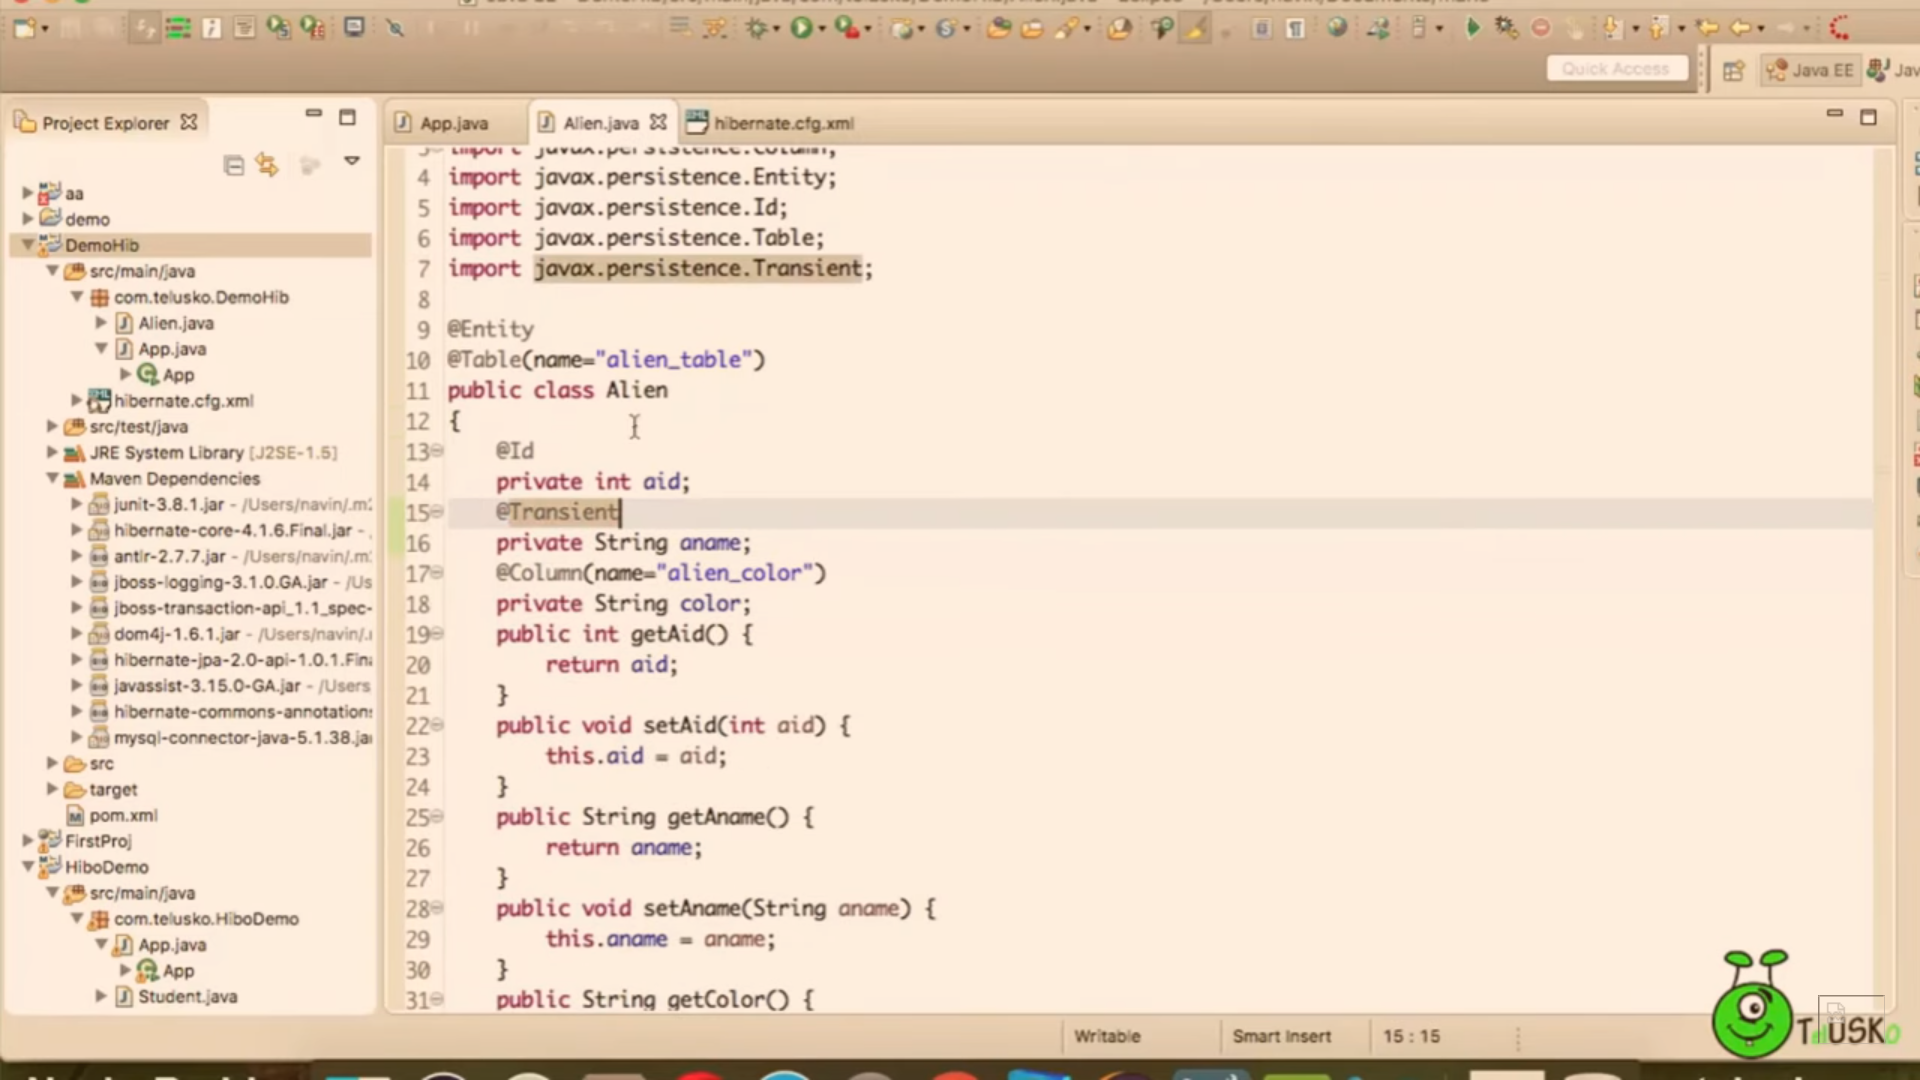 Quick Access
Java EE
Jav
Project Explorer
aa
demo
DemoHib
src/main/java
com.telusko.DemoHib
Alien.java
App.java
App
hibernate.cfg.xml
src/test/java
JRE System Library [J2SE-1.5]
Maven Dependencies
junit-3.8.1.jar - /Users/navin/.m2
hibernate-core-4.1.6.Final.jar -
antlr-2.7.7.jar - /Users/navin/.m2
jboss-logging-3.1.0.GA.jar - /Us
jboss-transaction-api_1.1_spec-
dom4j-1.6.1.jar - /Users/navin/.
hibernate-jpa-2.0-api-1.0.1.Fina
javassist-3.15.0-GA.jar - /Users
hibernate-commons-annotations
mysql-connector-java-5.1.38.ja
src
target
pom.xml
FirstProj
HiboDemo
src/main/java
com.telusko.HiboDemo
App.java
App
Student.java
App.java
Alien.java
hibernate.cfg.xml
3 import javax.persistence.Column;
4 import javax.persistence.Entity;
5 import javax.persistence.Id;
6 import javax.persistence.Table;
7 import javax.persistence.Transient;
8
9 @Entity
10 @Table(name="alien_table")
11 public class Alien
12 {
13 @Id
14 private int aid;
15 @Transient
16 private String aname;
17 @Column(name="alien_color")
18 private String color;
19 public int getAid() {
20 return aid;
21 }
22 public void setAid(int aid) {
23 this.aid = aid;
24 }
25 public String getAname() {
26 return aname;
27 }
28 public void setAname(String aname) {
29 this.aname = aname;
30 }
31 public String getColor() {
Writable
Smart Insert
15 : 15
TELUSKO